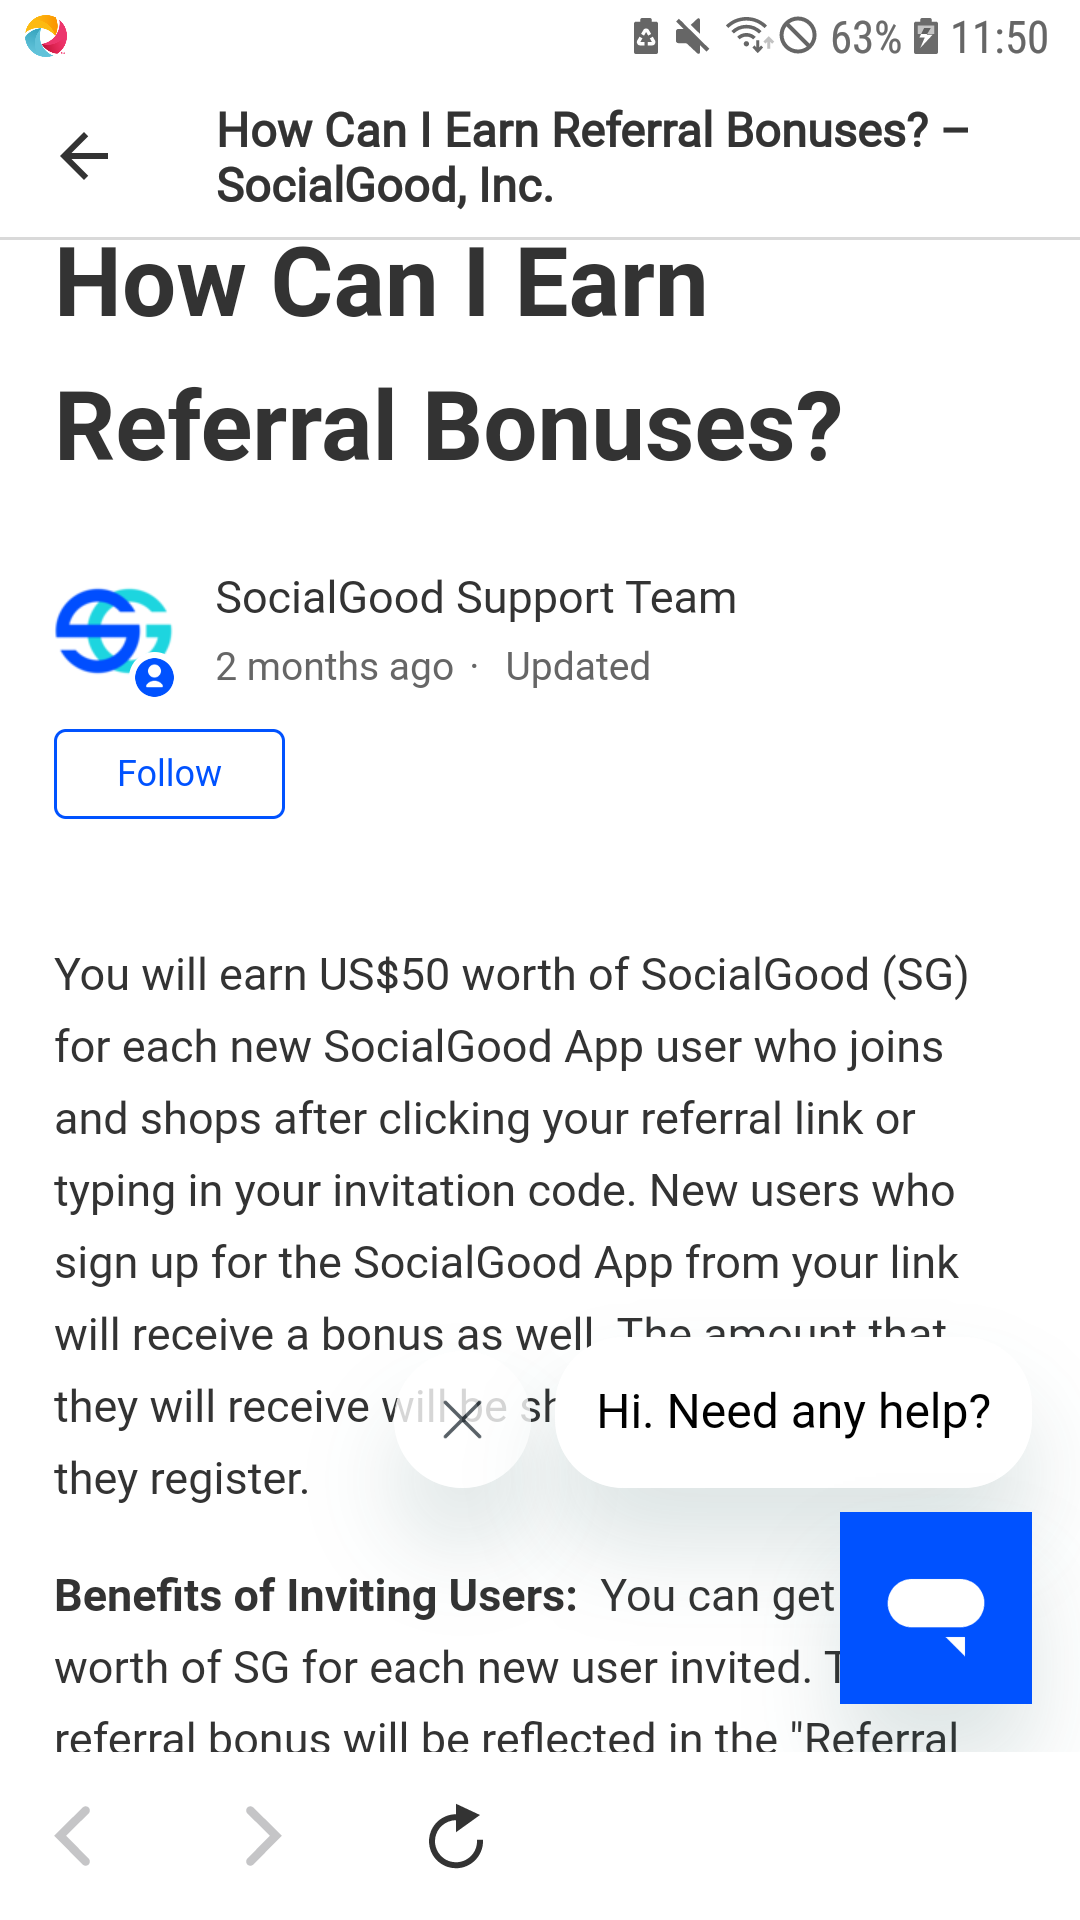 63% 11:50
How Can I Earn Referral Bonuses? –
SocialGood, Inc.
How Can I Earn
Referral Bonuses?
SocialGood Support Team
2 months ago · Updated
Follow
You will earn US$50 worth of SocialGood (SG)
for each new SocialGood App user who joins
and shops after clicking your referral link or
typing in your invitation code. New users who
sign up for the SocialGood App from your link
will receive a bonus as well. The amount that
they will receive will be
they register.
Hi. Need any help?
Benefits of Inviting Users: You can get
worth of SG for each new user invited.
referral bonus will be reflected in the "Referral